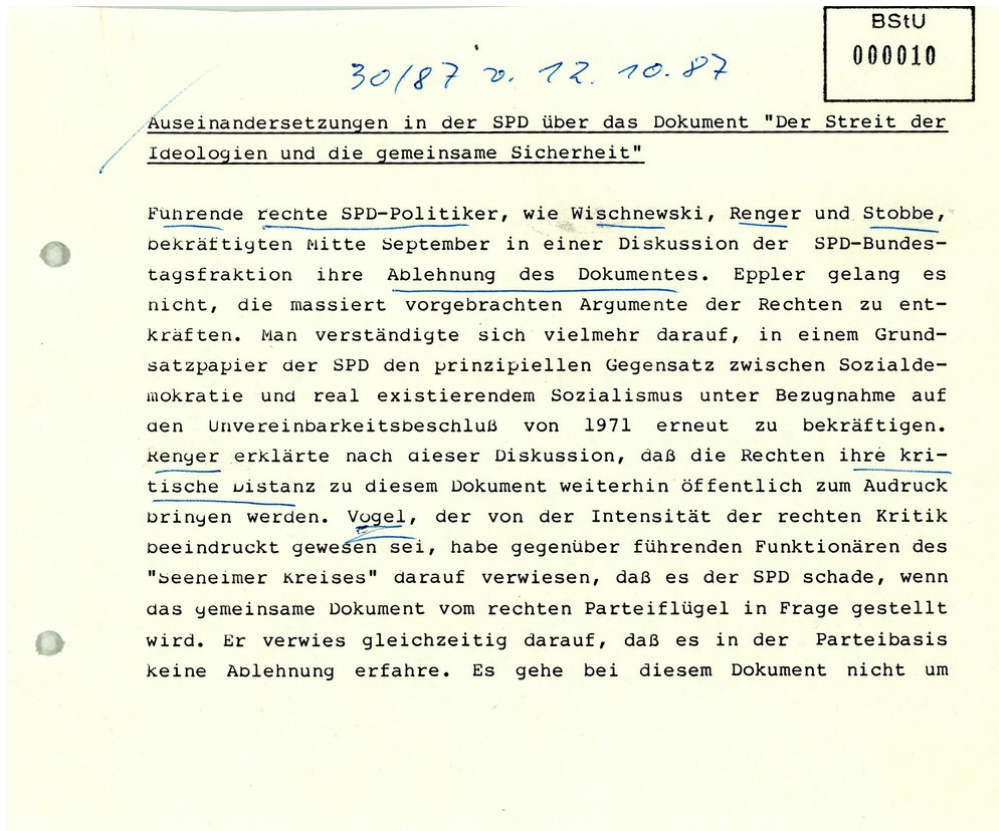 BStU
000010
30/87 v. 12.10.87
Auseinandersetzungen in der SPD über das Dokument "Der Streit der
Ideologien und die gemeinsame Sicherheit"
Führende rechte SPD-Politiker, wie Wischnewski, Renger und Stobbe,
bekräftigten Mitte September in einer Diskussion der SPD-Bundes-
tagsfraktion ihre Ablehnung des Dokumentes. Eppler gelang es
nicht, die massiert vorgebrachten Argumente der Rechten zu ent-
kräften. Man verständigte sich vielmehr darauf, in einem Grund-
satzpapier der SPD den prinzipiellen Gegensatz zwischen Sozialde-
mokratie und real existierendem Sozialismus unter Bezugnahme auf
den Unvereinbarkeitsbeschluß von 1971 erneut zu bekräftigen.
Renger erklärte nach dieser Diskussion, daß die Rechten ihre kri-
tische Distanz zu diesem Dokument weiterhin öffentlich zum Audruck
bringen werden. Vogel, der von der Intensität der rechten Kritik
beeindruckt gewesen sei, habe gegenüber führenden Funktionären des
"Seeheimer Kreises" darauf verwiesen, daß es der SPD schade, wenn
das gemeinsame Dokument vom rechten Parteiflügel in Frage gestellt
wird. Er verwies gleichzeitig darauf, daß es in der Parteibasis
keine Ablehnung erfahre. Es gehe bei diesem Dokument nicht um